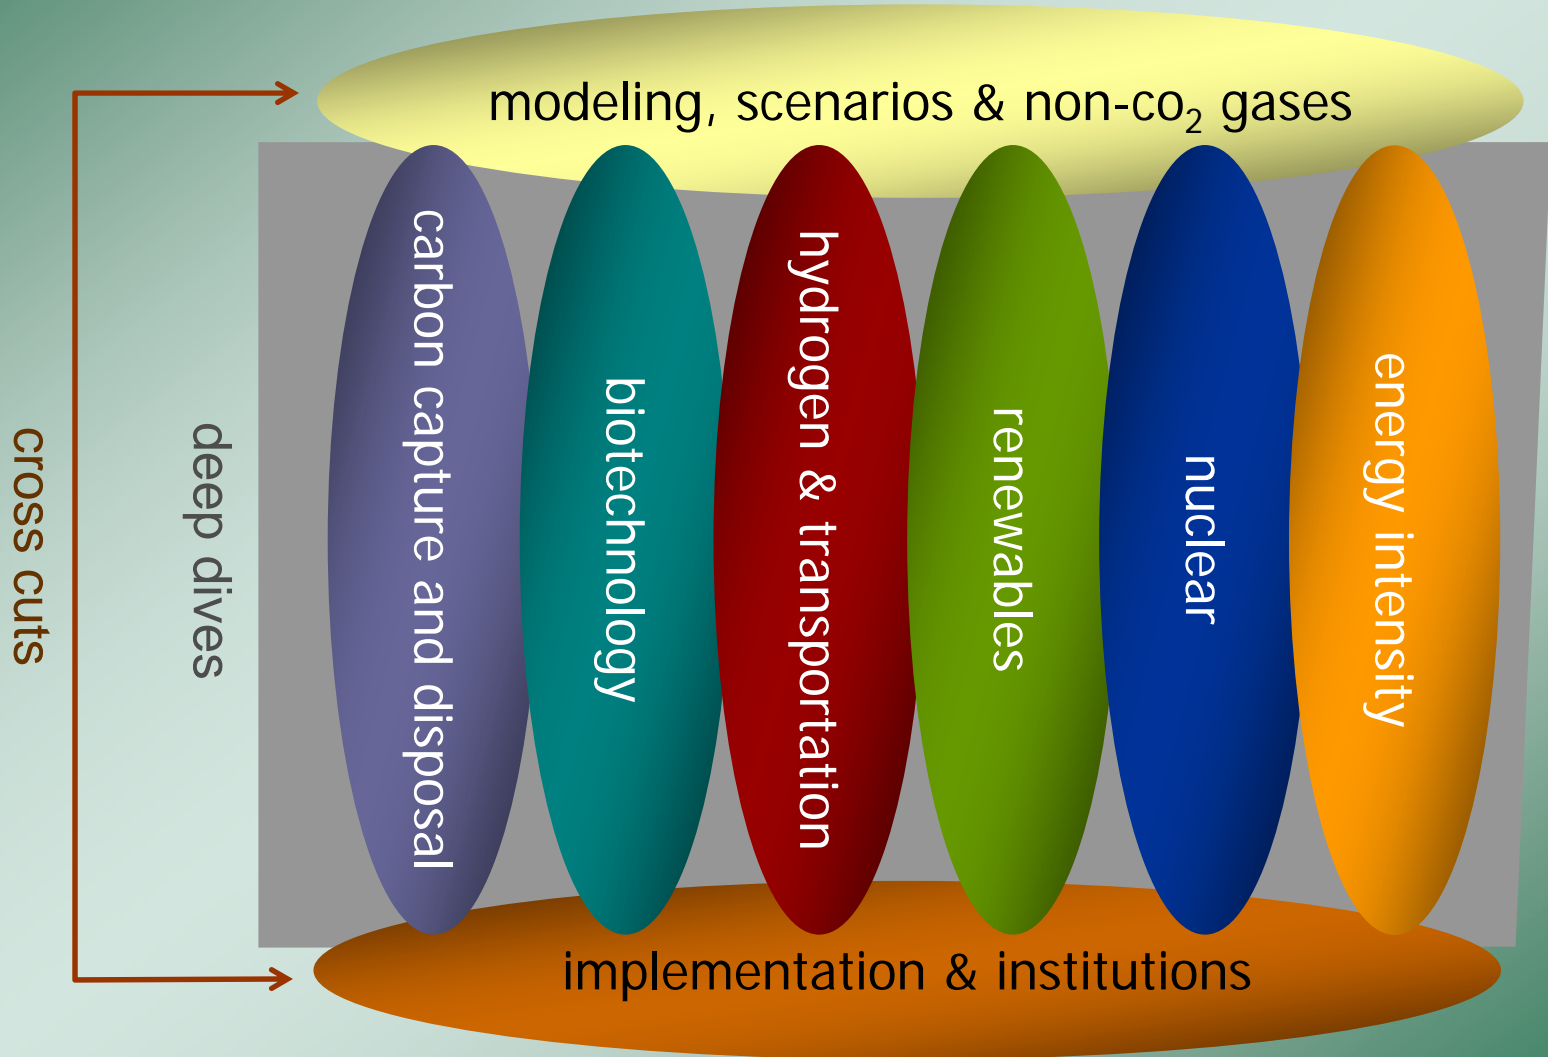 modeling, scenarios & non-co₂ gases
cross cuts
deep dives
carbon capture and disposal
biotechnology
hydrogen & transportation
renewables
nuclear
energy intensity
implementation & institutions